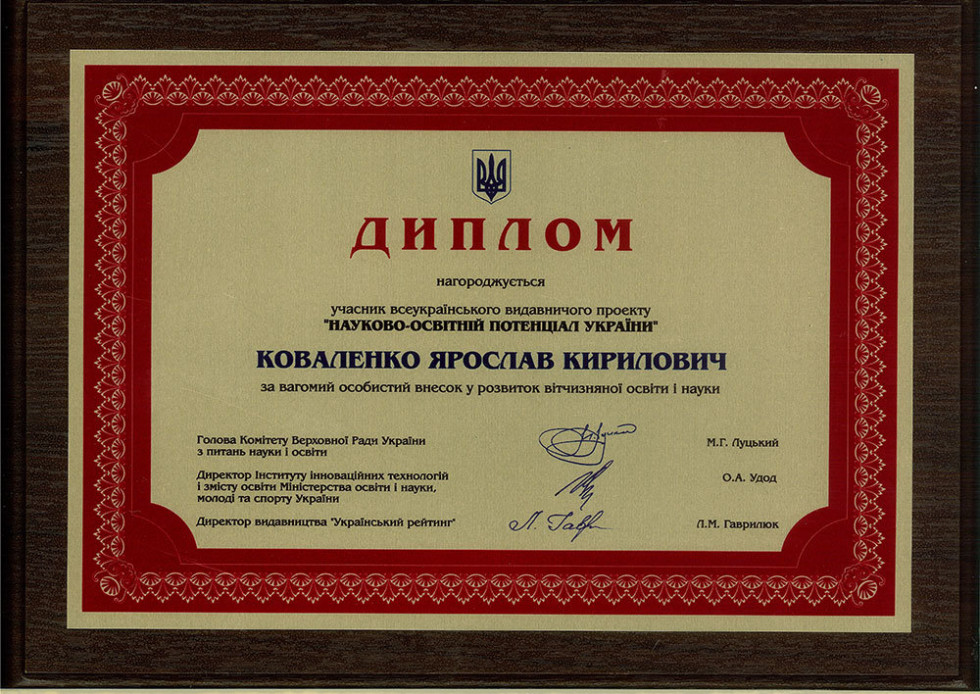 ДИПЛОМ
нагороджується
учасник всеукраїнського видавничого проекту
"НАУКОВО-ОСВІТНІЙ ПОТЕНЦІАЛ УКРАЇНИ"
КОВАЛЕНКО ЯРОСЛАВ КИРИЛОВИЧ
за вагомий особистий внесок у розвиток вітчизняної освіти і науки
Голова Комітету Верховної Ради України
з питань науки і освіти
М.Г. Луцький
Директор Інституту інноваційних технологій
і змісту освіти Міністерства освіти і науки,
молоді та спорту України
О.А. Удод
Директор видавництва "Український рейтинг"
Л. Гаври
Л.М. Гаврилюк